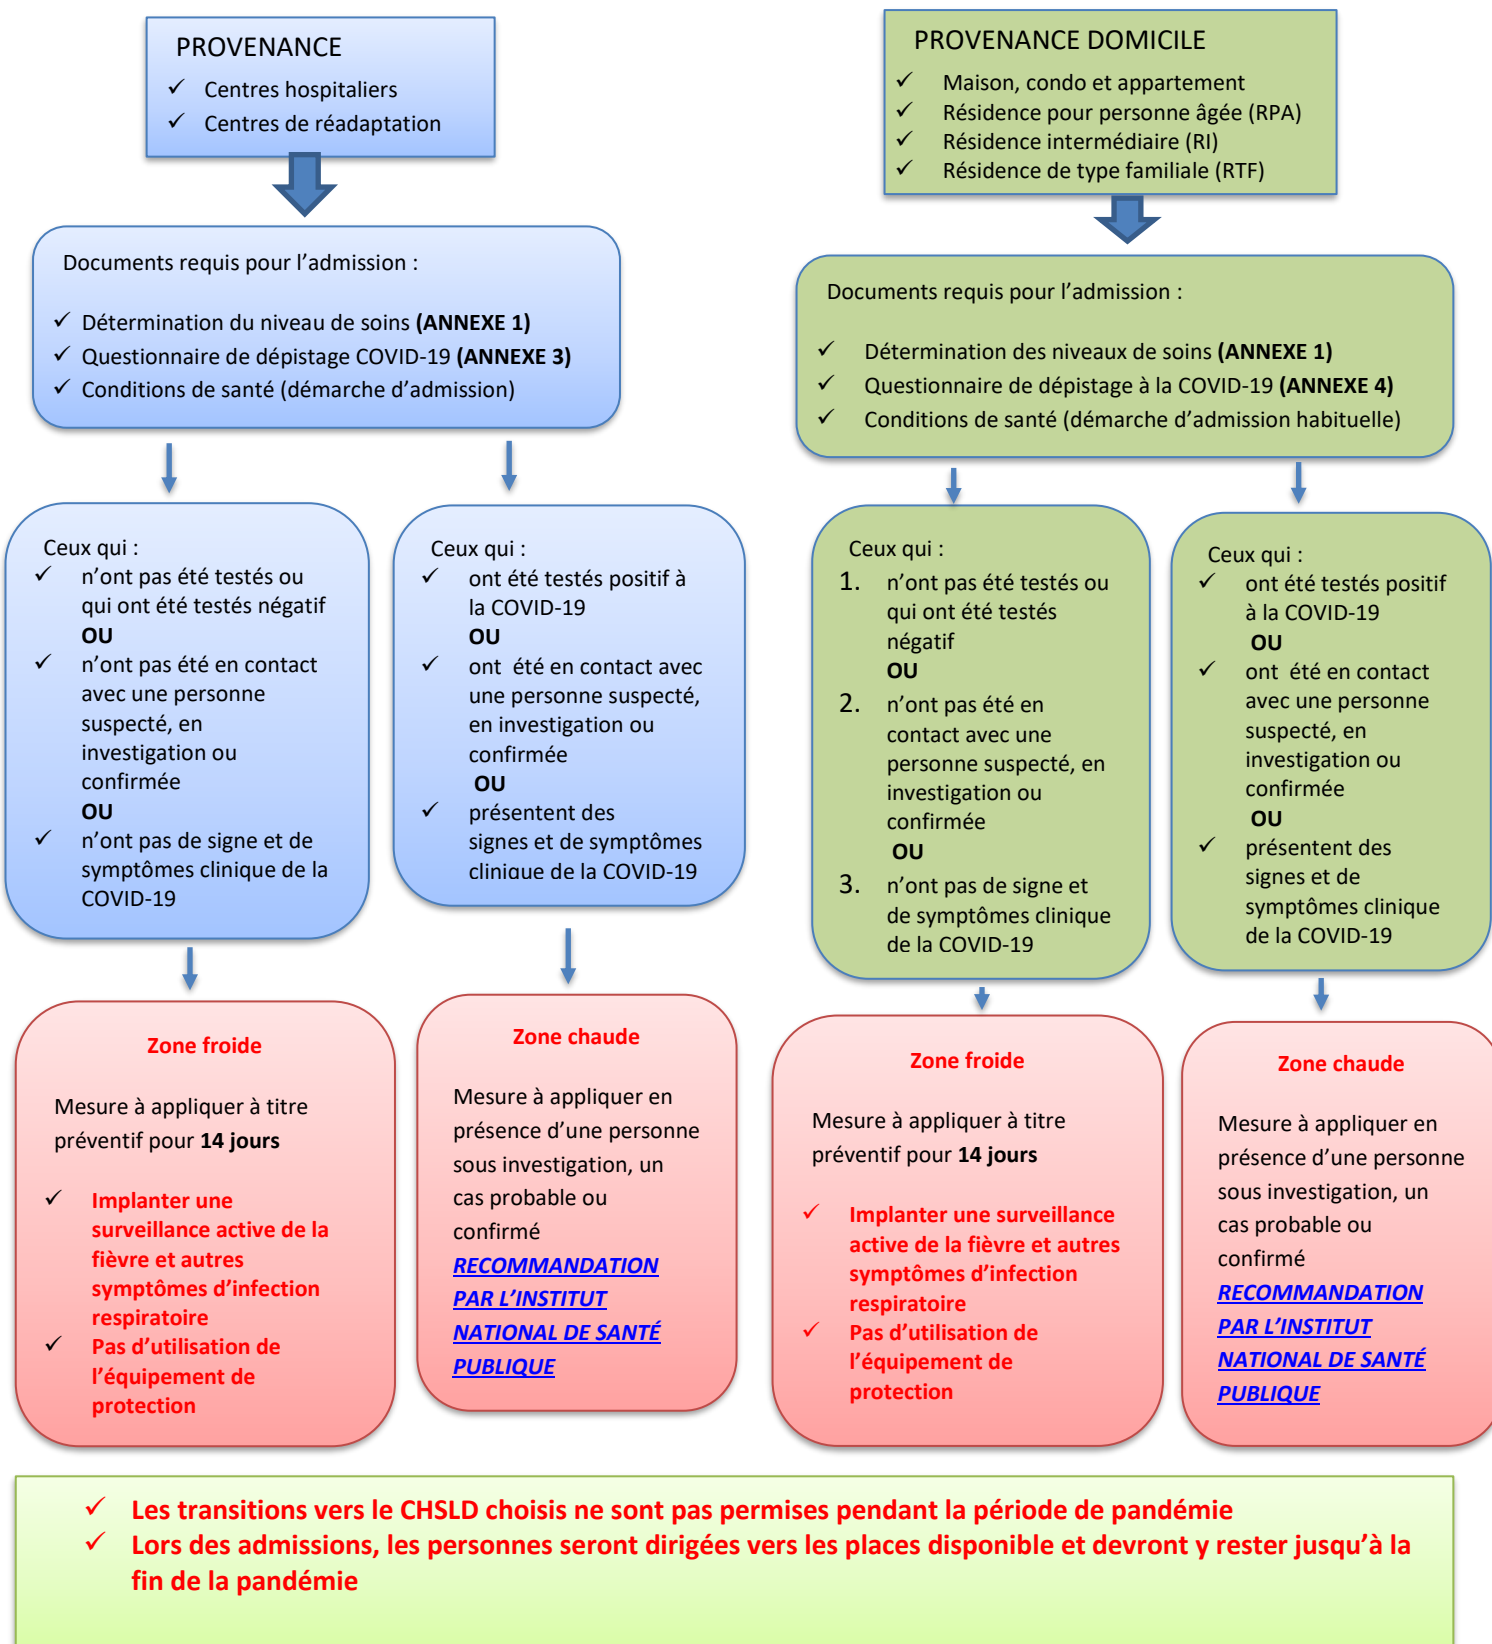 PROVENANCE
✓ Centres hospitaliers
✓ Centres de réadaptation
Documents requis pour l’admission :
✓ Détermination du niveau de soins (ANNEXE 1)
✓ Questionnaire de dépistage COVID-19 (ANNEXE 3)
✓ Conditions de santé (démarche d’admission)
Ceux qui :
✓ n’ont pas été testés ou
qui ont été testés négatif
OU
✓ n’ont pas été en contact
avec une personne
suspecté, en
investigation ou
confirmée
OU
✓ n’ont pas de signe et de
symptômes clinique de la
COVID-19
Ceux qui :
✓ ont été testés positif à
la COVID-19
OU
✓ ont été en contact avec
une personne suspecté,
en investigation ou
confirmée
OU
✓ présentent des
signes et de symptômes
clinique de la COVID-19
Zone froide
Mesure à appliquer à titre
préventif pour 14 jours
✓ Implanter une
surveillance active de la
fièvre et autres
symptômes d’infection
respiratoire
✓ Pas d’utilisation de
l’équipement de
protection
Zone chaude
Mesure à appliquer en
présence d’une personne
sous investigation, un
cas probable ou
confirmé
RECOMMANDATION
PAR L’INSTITUT
NATIONAL DE SANTÉ
PUBLIQUE
PROVENANCE DOMICILE
✓ Maison, condo et appartement
✓ Résidence pour personne âgée (RPA)
✓ Résidence intermédiaire (RI)
✓ Résidence de type familiale (RTF)
Documents requis pour l’admission :
✓ Détermination des niveaux de soins (ANNEXE 1)
✓ Questionnaire de dépistage à la COVID-19 (ANNEXE 4)
✓ Conditions de santé (démarche d’admission habituelle)
Ceux qui :
1. n’ont pas été testés ou
qui ont été testés
négatif
OU
2. n’ont pas été en
contact avec une
personne suspecté, en
investigation ou
confirmée
OU
3. n’ont pas de signe et
de symptômes clinique
de la COVID-19
Ceux qui :
✓ ont été testés positif
à la COVID-19
OU
✓ ont été en contact
avec une personne
suspecté, en
investigation ou
confirmée
OU
✓ présentent des
signes et de
symptômes clinique
de la COVID-19
Zone froide
Mesure à appliquer à titre
préventif pour 14 jours
✓ Implanter une surveillance
active de la fièvre et autres
symptômes d’infection
respiratoire
✓ Pas d’utilisation de
l’équipement de
protection
Zone chaude
Mesure à appliquer en
présence d’une personne
sous investigation, un
cas probable ou
confirmé
RECOMMANDATION
PAR L’INSTITUT
NATIONAL DE SANTÉ
PUBLIQUE
✓ Les transitions vers le CHSLD choisis ne sont pas permises pendant la période de pandémie
✓ Lors des admissions, les personnes seront dirigées vers les places disponible et devront y rester jusqu’à la
fin de la pandémie